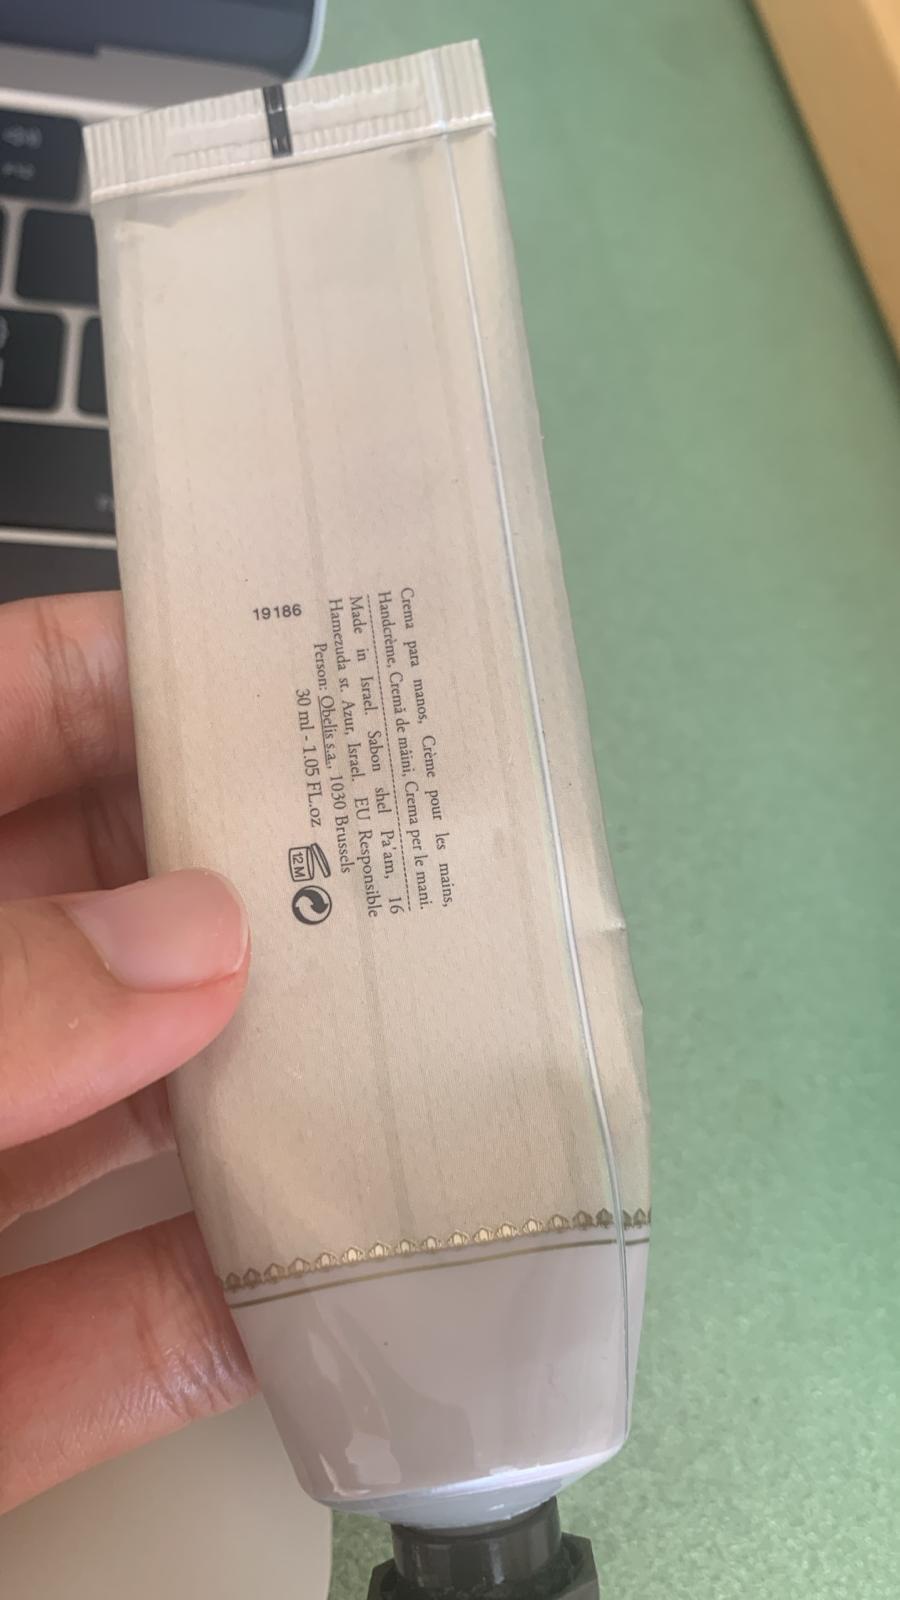 Crema para manos, Crème pour les mains,
Handcrème, Cremă de mâini, Crema per le mani.
Made in Israel. Sabon shel Pa'am, 16
Hamezuda st. Azur, Israel. EU Responsible
Person: Obelis s.a., 1030 Brussels
30 ml - 1.05 FL.oz
12 M
19186